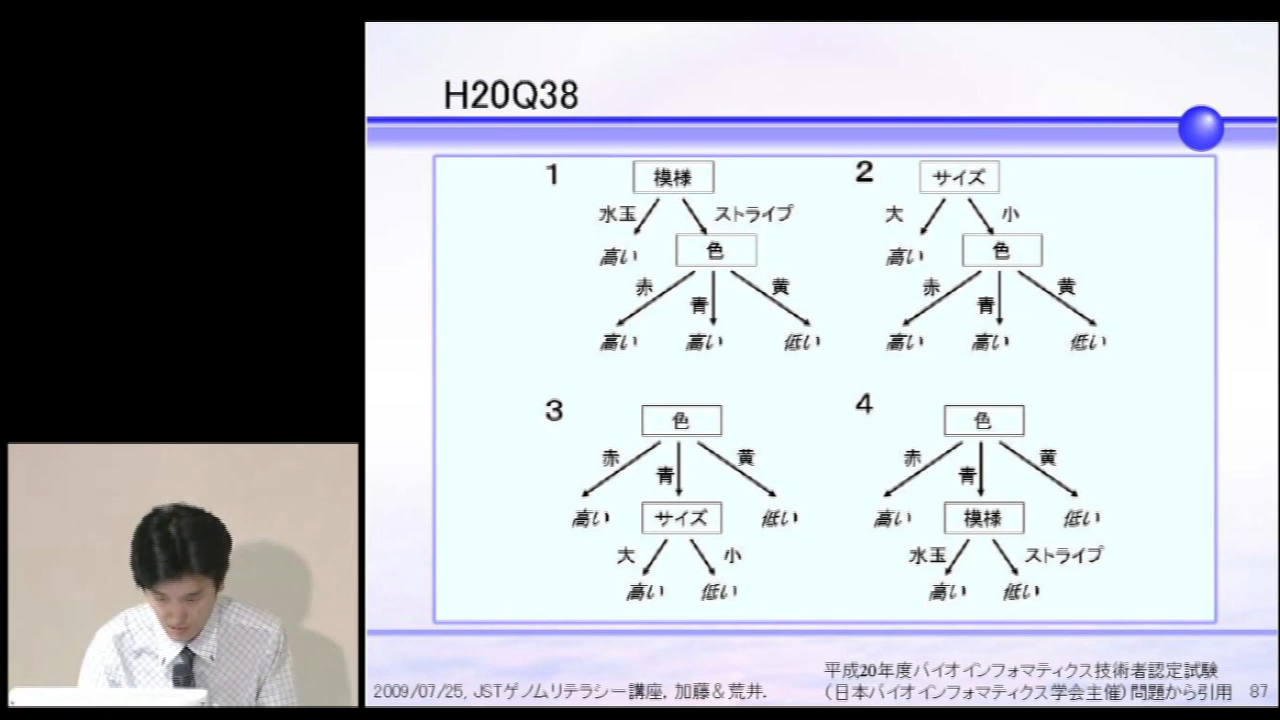 H20Q38
1
模様
水玉
ストライプ
高い
色
赤
青
黄
高い
高い
低い
2
サイズ
大
小
高い
色
赤
青
黄
高い
高い
低い
3
色
赤
青
黄
高い
サイズ
低い
大
小
高い
低い
4
色
赤
青
黄
高い
模様
低い
水玉
ストライプ
高い
低い
平成20年度バイオインフォマティクス技術者認定試験
（日本バイオインフォマティクス学会主催）問題から引用
2009/07/25, JSTゲノムリテラシー講座, 加藤＆荒井.
87